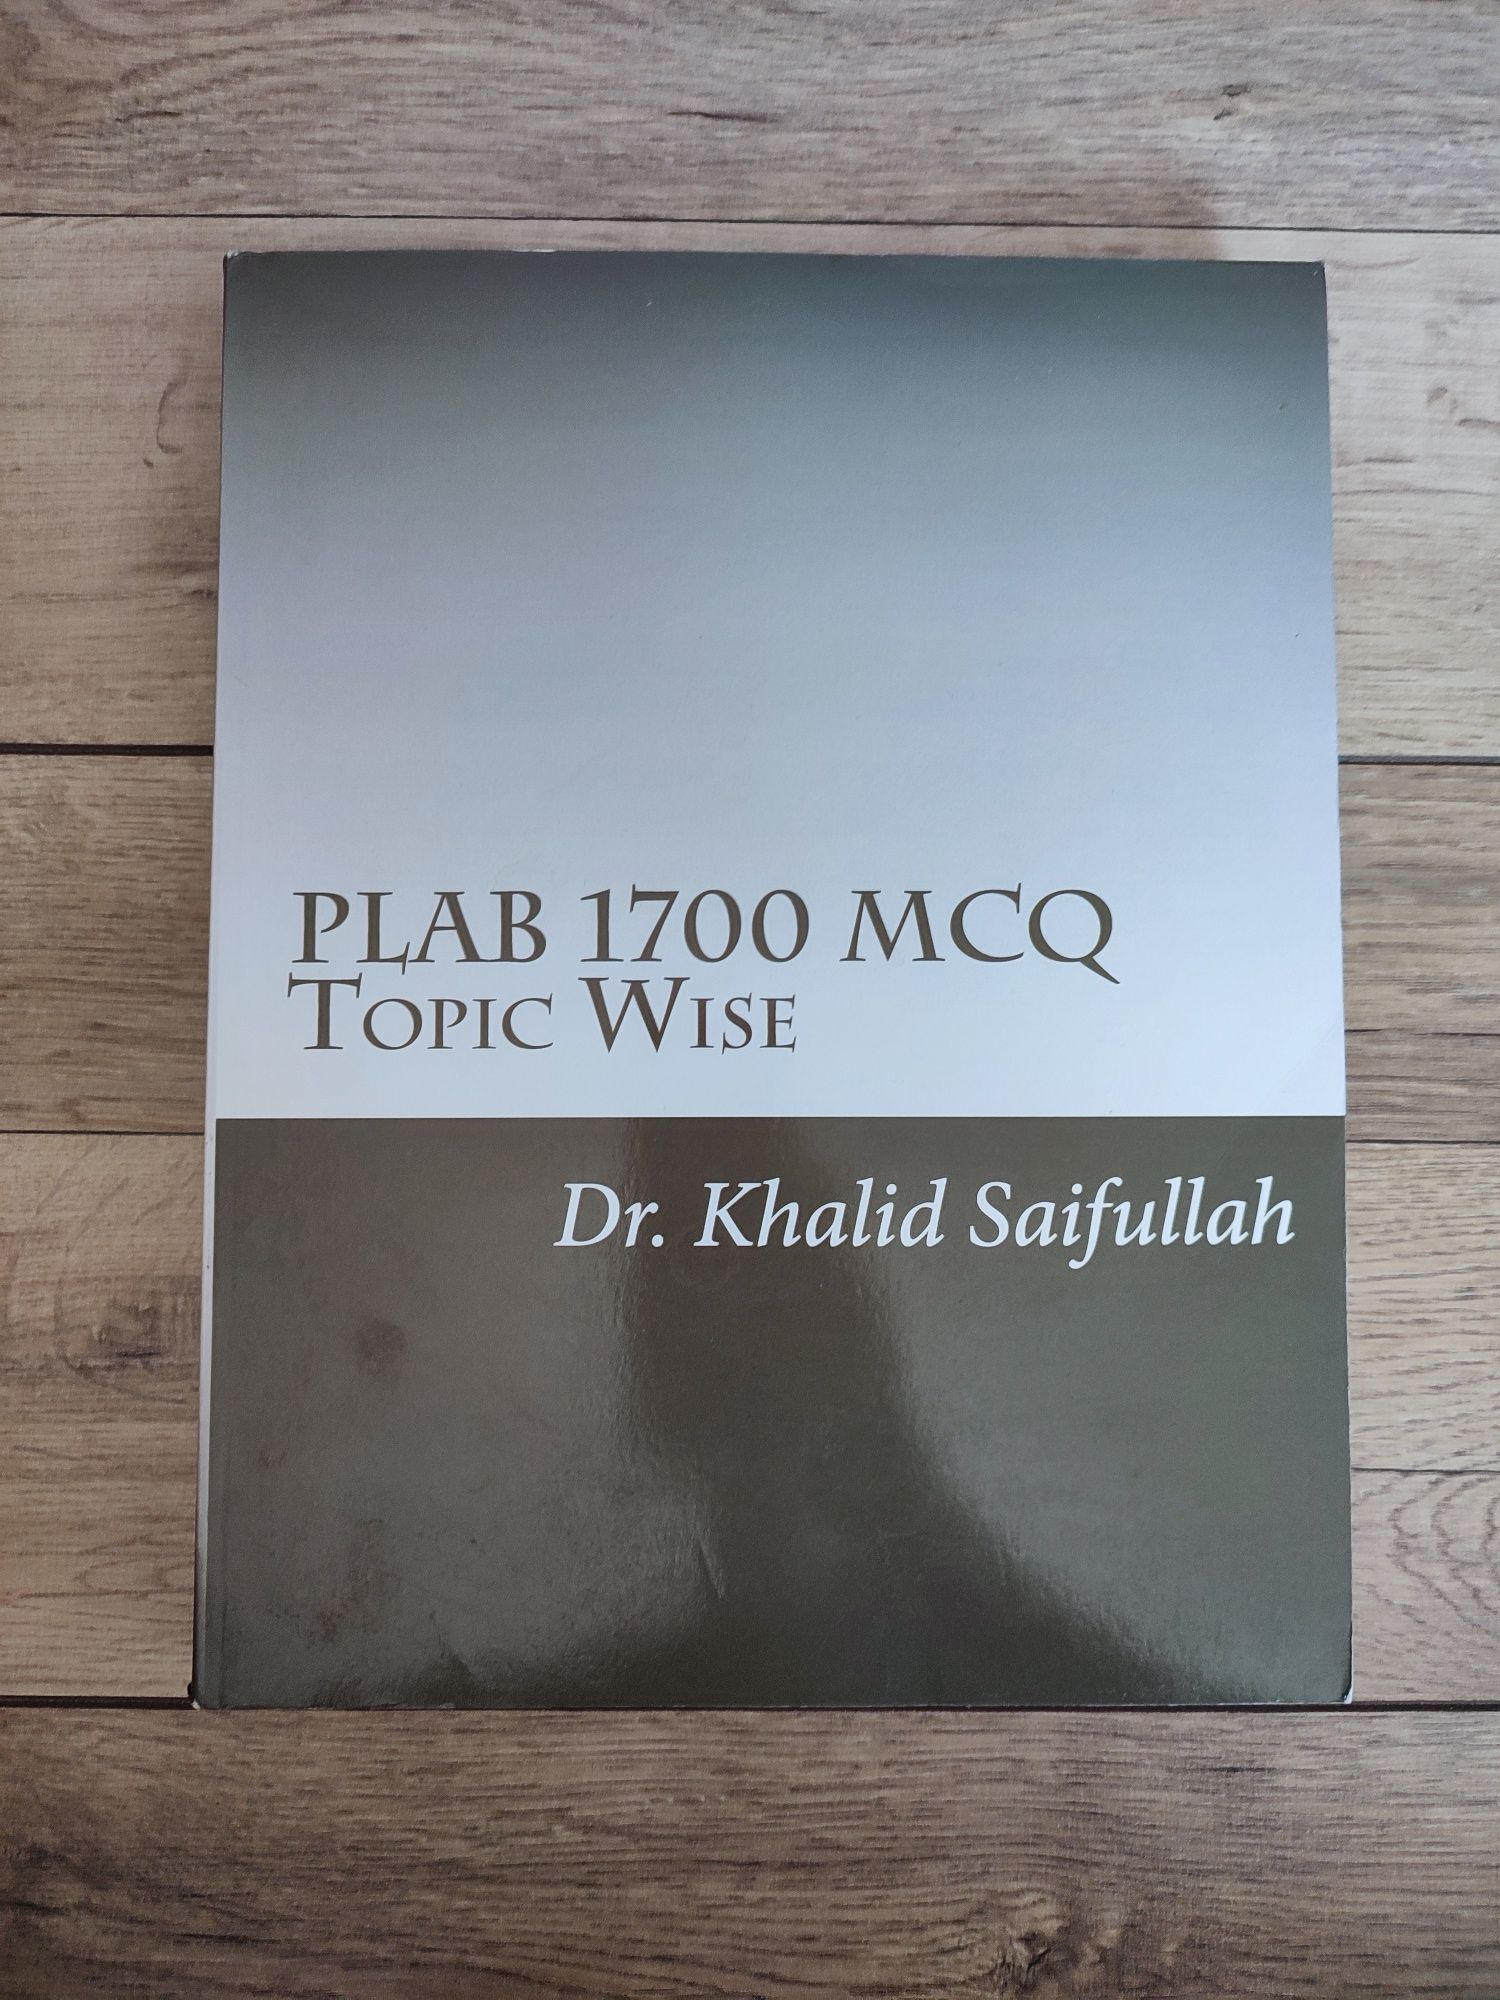 PLAB 1700 MCQ
Topic Wise
Dr. Khalid Saifullah